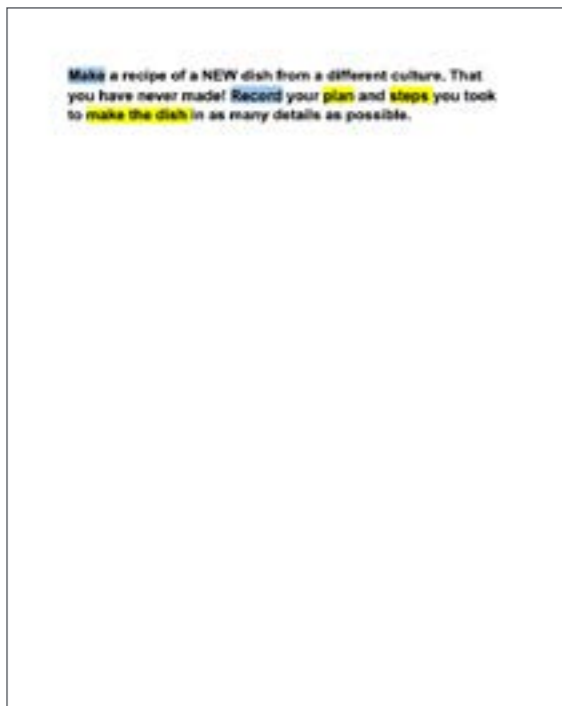 Make a recipe of a NEW dish from a different culture. That
you have never made! Record your plan and steps you took
to make the dish in as many details as possible.